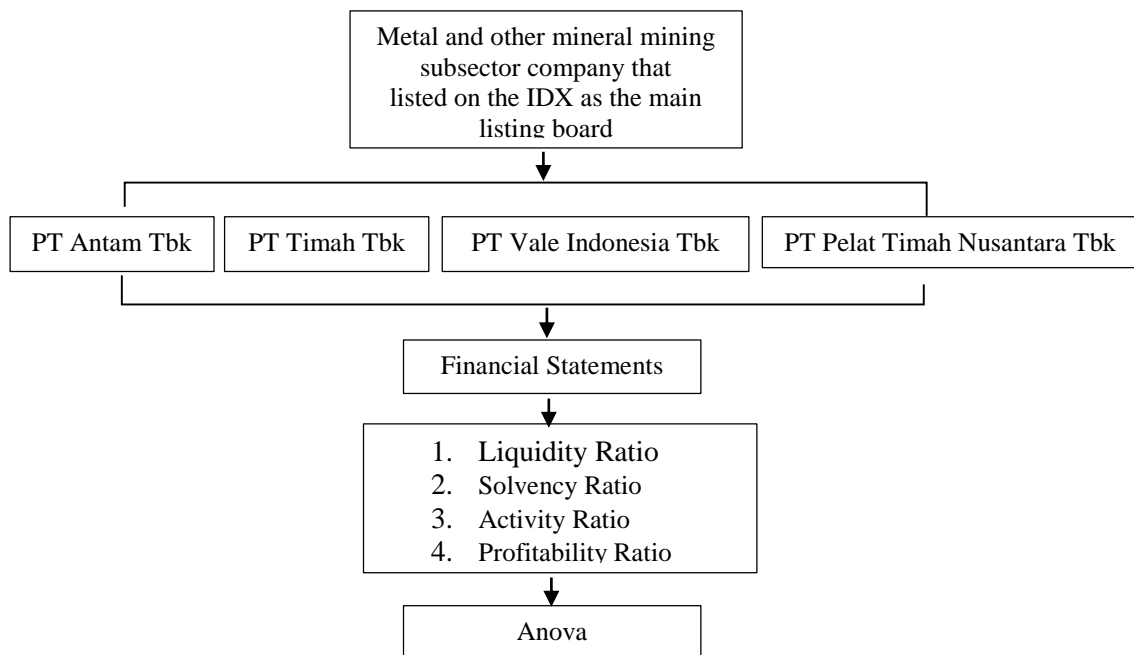 Metal and other mineral mining
subsector company that
listed on the IDX as the main
listing board
PT Antam Tbk
PT Timah Tbk
PT Vale Indonesia Tbk
PT Pelat Timah Nusantara Tbk
Financial Statements
1. Liquidity Ratio
2. Solvency Ratio
3. Activity Ratio
4. Profitability Ratio
Anova